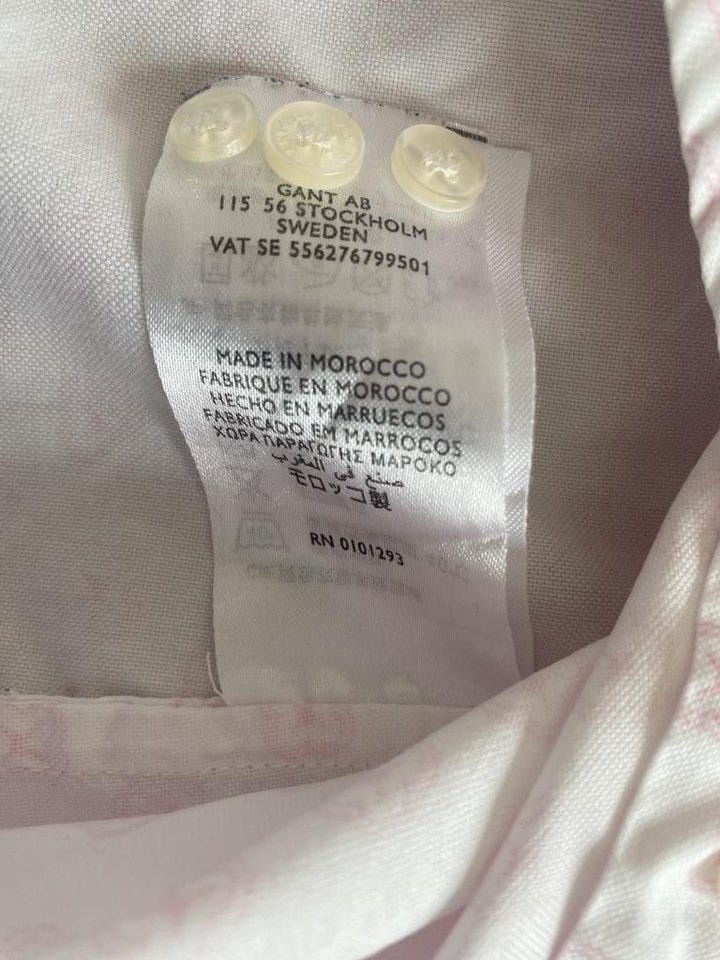 GANT AB
115 56 STOCKHOLM
SWEDEN
VAT SE 556276799501
MADE IN MOROCCO
FABRIQUE EN MOROCCO
HECHO EN MARRUECOS
FABRICADO EM MARROCOS
ΧΩΡΑ ΠΑΡΑΓΩΓΗΣ ΜΑΡΟΚΟ
صنع في المغرب
モロッコ製
RN 0101293